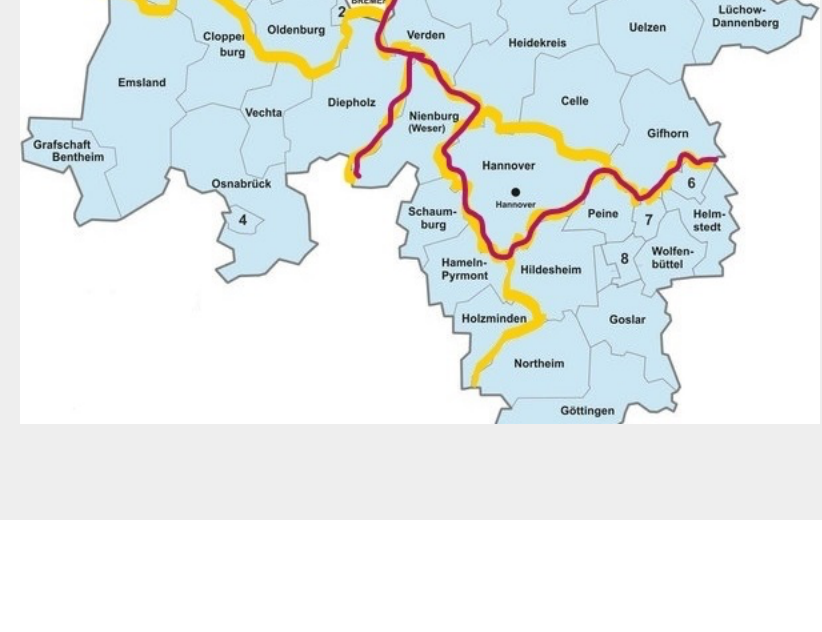 BREMEN
Lüchow-
Dannenberg
2
Oldenburg
Uelzen
Verden
Cloppen
burg
Heidekreis
Emsland
Diepholz
Celle
Vechta
Nienburg
(Weser)
Gifhorn
Grafschaft
Bentheim
Hannover
Osnabrück
6
Hannover
Schaum-
burg
Peine
7
Helm-
stedt
4
Hameln-
Pyrmont
Hildesheim
8
Wolfen-
büttel
Holzminden
Goslar
Northeim
Göttingen